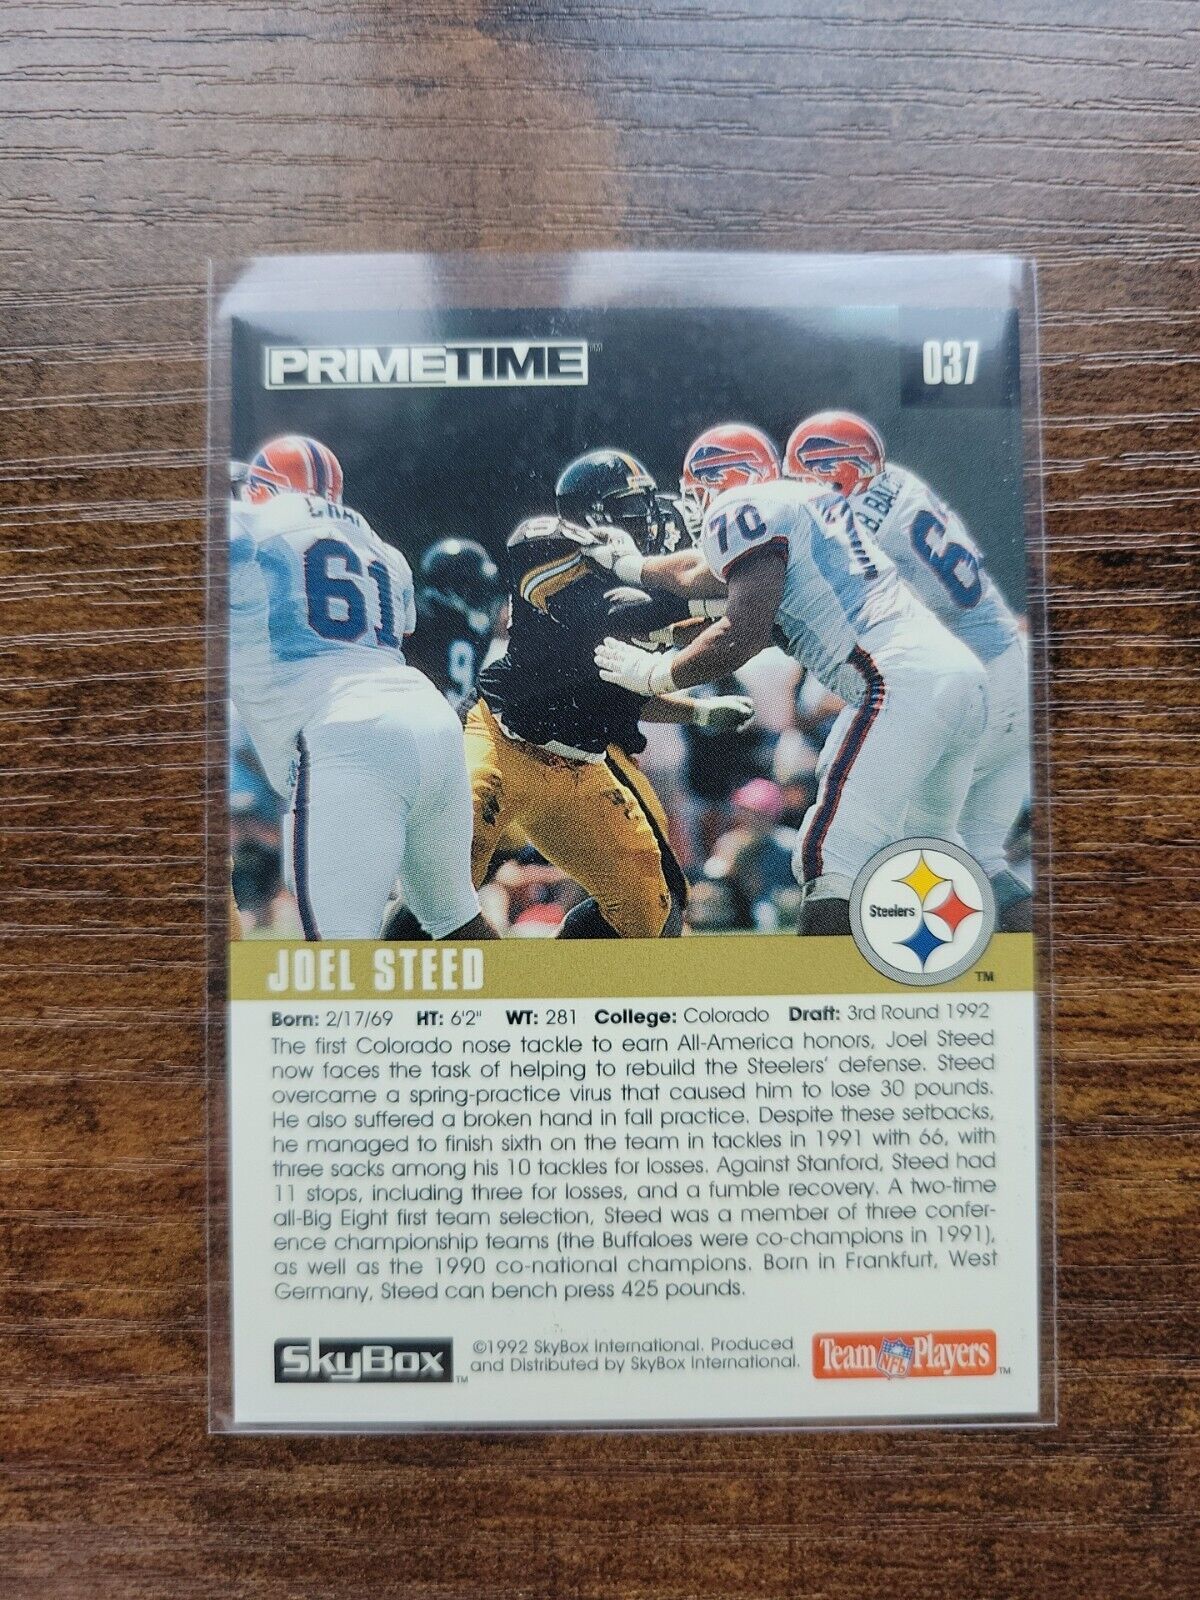 PRIMETIME™
037
61
9
70
B. BAL
6
Steelers
TM
JOEL STEED
Born: 2/17/69 HT: 6'2" WT: 281 College: Colorado Draft: 3rd Round 1992
The first Colorado nose tackle to earn All-America honors, Joel Steed
now faces the task of helping to rebuild the Steelers' defense. Steed
overcame a spring-practice virus that caused him to lose 30 pounds.
He also suffered a broken hand in fall practice. Despite these setbacks,
he managed to finish sixth on the team in tackles in 1991 with 66, with
three sacks among his 10 tackles for losses. Against Stanford, Steed had
11 stops, including three for losses, and a fumble recovery. A two-time
all-Big Eight first team selection, Steed was a member of three confer-
ence championship teams (the Buffaloes were co-champions in 1991),
as well as the 1990 co-national champions. Born in Frankfurt, West
Germany, Steed can bench press 425 pounds.
SkyBox™
©1992 SkyBox International. Produced
and Distributed by SkyBox International.
Team NFL Players™